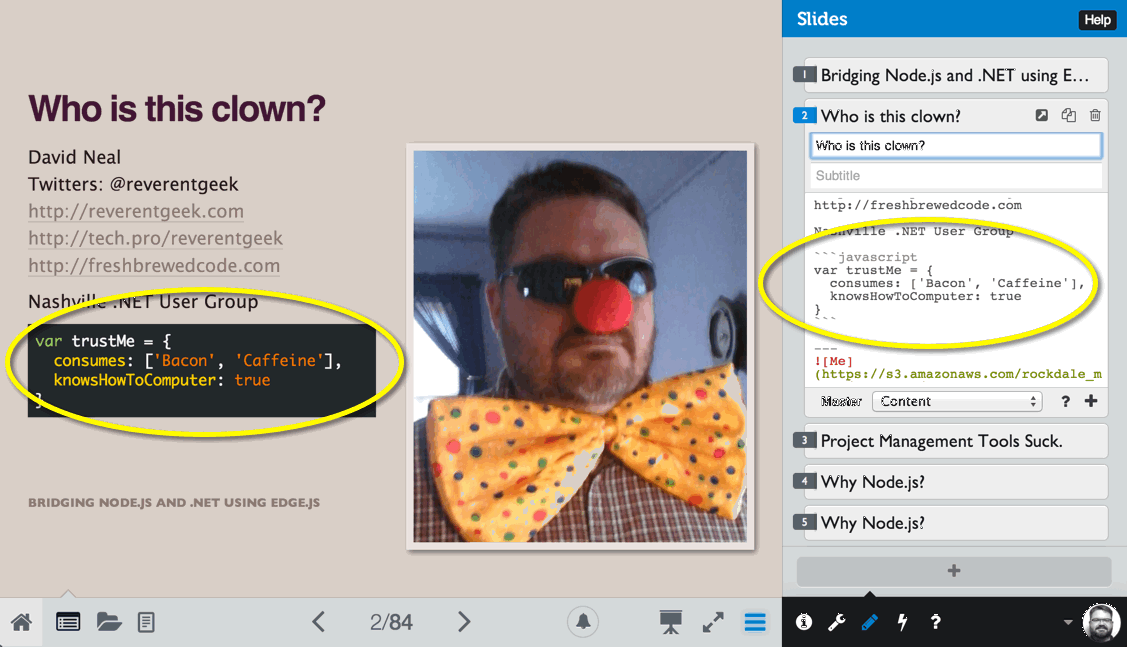 Who is this clown?
David Neal
Twitters: @reverentgeek
http://reverentgeek.com
http://tech.pro/reverentgeek
http://freshbrewedcode.com
Nashville .NET User Group
var trustMe = {
consumes: ['Bacon', 'Caffeine'],
knowsHowToComputer: true
}
BRIDGING NODE.JS AND .NET USING EDGE.JS
2/84
Slides
Help
1 Bridging Node.js and .NET using E...
2 Who is this clown?
Who is this clown?
Subtitle
http://freshbrewedcode.com
Nashville .NET User Group
```javascript
var trustMe = {
consumes: ['Bacon', 'Caffeine'],
knowsHowToComputer: true
}
```
---
![Me]
(https://s3.amazonaws.com/rockdale_m
Master Content ? +
3 Project Management Tools Suck.
4 Why Node.js?
5 Why Node.js?
+
?